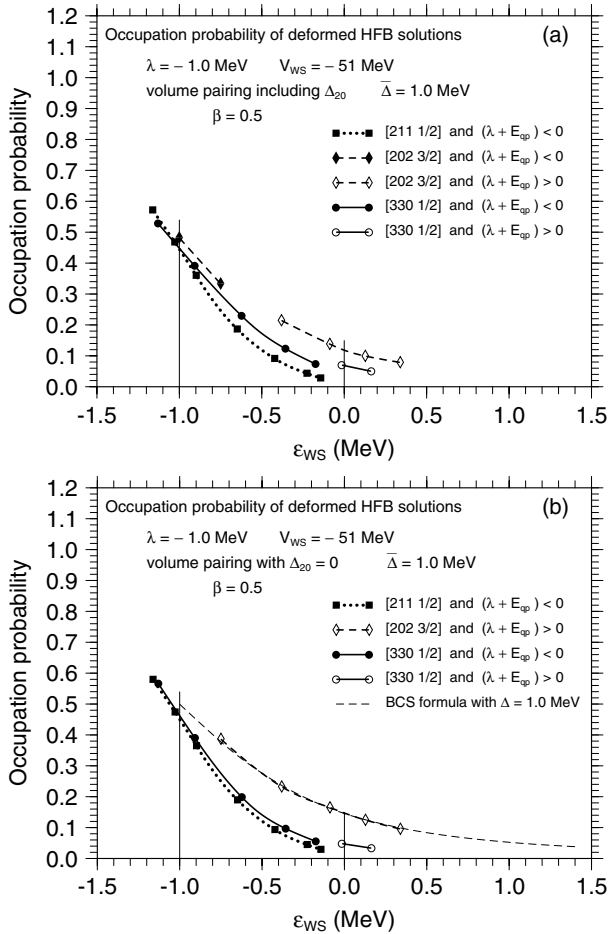 1.2
1.1
1.0
0.9
0.8
0.7
0.6
0.5
0.4
0.3
0.2
0.1
0.0
Occupation probability
Occupation probability of deformed HFB solutions
(a)
λ = − 1.0 MeV V_WS = − 51 MeV
volume pairing including Δ₂₀ Δ̅ = 1.0 MeV
β = 0.5
[211 1/2] and (λ + E_qp ) < 0
[202 3/2] and (λ + E_qp ) < 0
[202 3/2] and (λ + E_qp ) > 0
[330 1/2] and (λ + E_qp ) < 0
[330 1/2] and (λ + E_qp ) > 0
-1.5 -1.0 -0.5 0.0 0.5 1.0 1.5
ε_WS (MeV)
1.2
1.1
1.0
0.9
0.8
0.7
0.6
0.5
0.4
0.3
0.2
0.1
0.0
Occupation probability
Occupation probability of deformed HFB solutions
(b)
λ = − 1.0 MeV V_WS = − 51 MeV
volume pairing with Δ₂₀ = 0 Δ̅ = 1.0 MeV
β = 0.5
[211 1/2] and (λ + E_qp ) < 0
[202 3/2] and (λ + E_qp ) > 0
[330 1/2] and (λ + E_qp ) < 0
[330 1/2] and (λ + E_qp ) > 0
BCS formula with Δ = 1.0 MeV
-1.5 -1.0 -0.5 0.0 0.5 1.0 1.5
ε_WS (MeV)